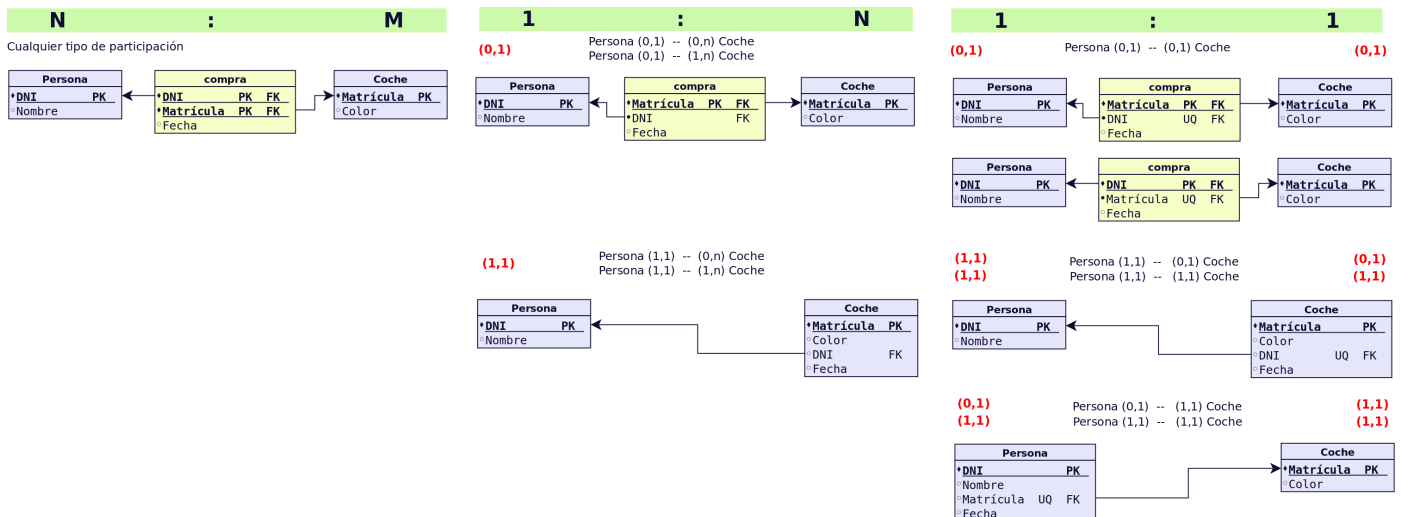 N : M
Cualquier tipo de participación
Persona
DNI PK
Nombre
compra
DNI PK FK
Matrícula PK FK
Fecha
Coche
Matrícula PK
Color
1 : N
(0,1)
Persona (0,1) -- (0,n) Coche
Persona (0,1) -- (1,n) Coche
Persona
DNI PK
Nombre
compra
Matrícula PK FK
DNI FK
Fecha
Coche
Matrícula PK
Color
(1,1)
Persona (1,1) -- (0,n) Coche
Persona (1,1) -- (1,n) Coche
Persona
DNI PK
Nombre
Coche
Matrícula PK
Color
DNI FK
Fecha
1 : 1
(0,1)
Persona (0,1) -- (0,1) Coche
(0,1)
Persona
DNI PK
Nombre
compra
Matrícula PK FK
DNI UQ FK
Fecha
Coche
Matrícula PK
Color
Persona
DNI PK
Nombre
compra
DNI PK FK
Matrícula UQ FK
Fecha
Coche
Matrícula PK
Color
(1,1)
(1,1)
Persona (1,1) -- (0,1) Coche
Persona (1,1) -- (1,1) Coche
(0,1)
(1,1)
Persona
DNI PK
Nombre
Coche
Matrícula PK
Color
DNI UQ FK
Fecha
(0,1)
(1,1)
Persona (0,1) -- (1,1) Coche
Persona (1,1) -- (1,1) Coche
(1,1)
(1,1)
Persona
DNI PK
Nombre
Matrícula UQ FK
Fecha
Coche
Matrícula PK
Color